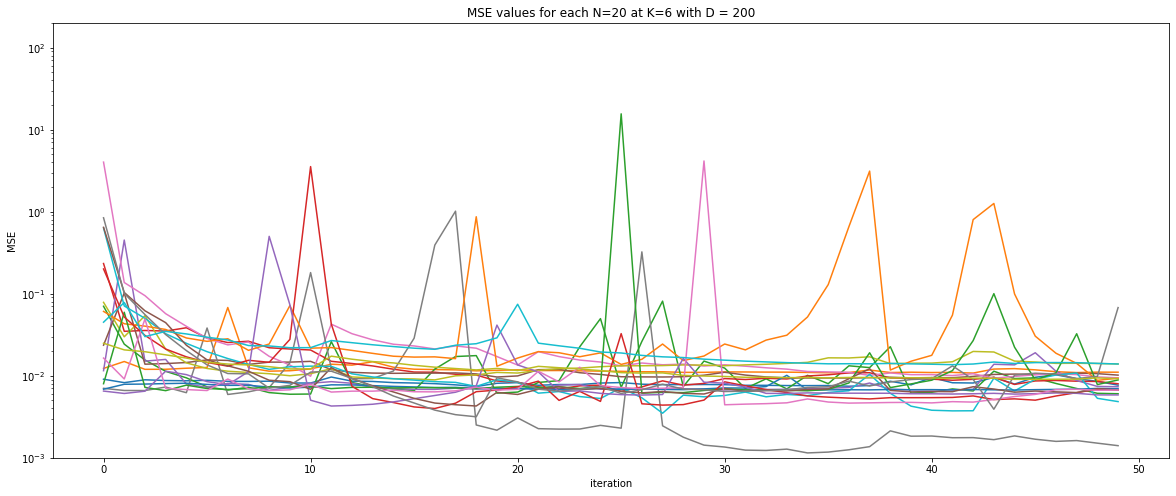 MSE values for each N=20 at K=6 with D = 200
10²
10¹
10⁰
10⁻¹
10⁻²
10⁻³
MSE
0 10 20 30 40 50
iteration